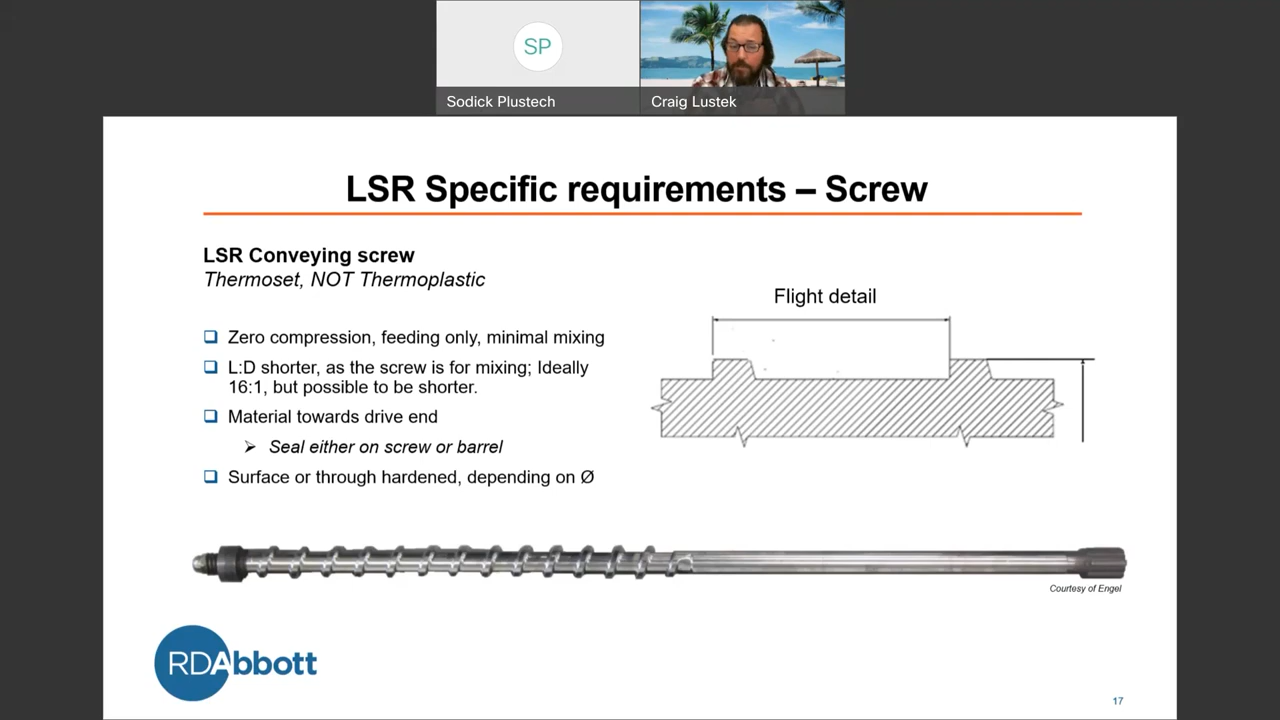 SP
Sodick Plustech
Craig Lustek
LSR Specific requirements – Screw
LSR Conveying screw
Thermoset, NOT Thermoplastic
Zero compression, feeding only, minimal mixing
L:D shorter, as the screw is for mixing; Ideally
16:1, but possible to be shorter.
Material towards drive end
Seal either on screw or barrel
Surface or through hardened, depending on Ø
Flight detail
Courtesy of Engel
RDAbbott
17